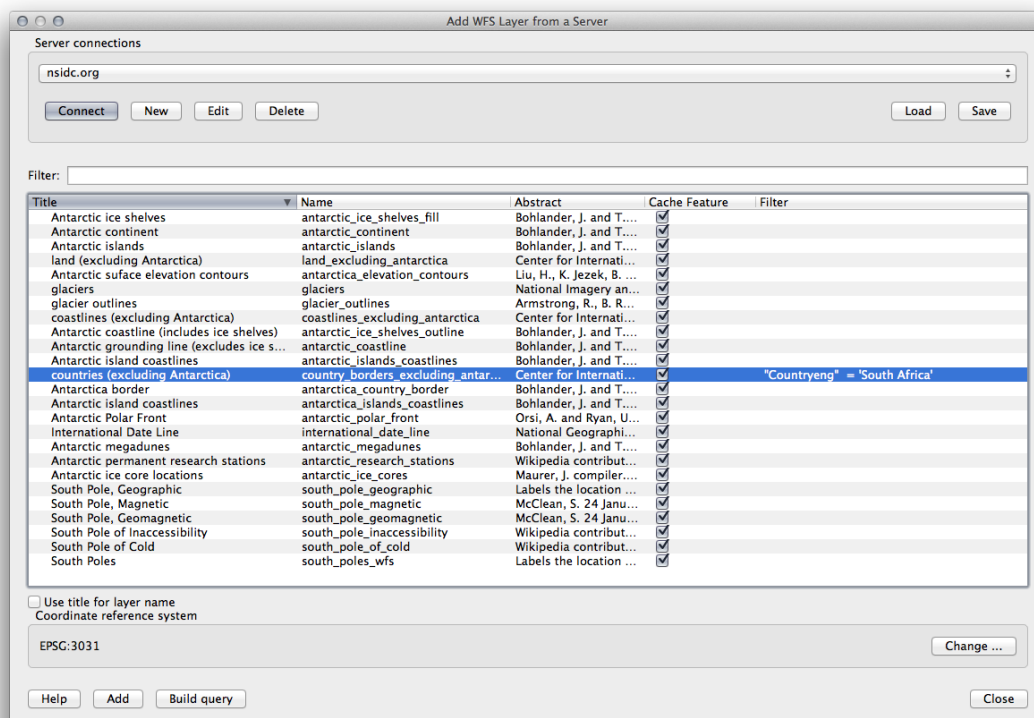 Add WFS Layer from a Server
Server connections
nsidc.org
Connect New Edit Delete Load Save
Filter:
Title Name Abstract Cache Feature Filter
Antarctic ice shelves antarctic_ice_shelves_fill Bohlander, J. and T....
Antarctic continent antarctic_continent Bohlander, J. and T....
Antarctic islands antarctic_islands Bohlander, J. and T....
land (excluding Antarctica) land_excluding_antarctica Center for Internati...
Antarctic suface elevation contours antarctica_elevation_contours Liu, H., K. Jezek, B. ...
glaciers glaciers National Imagery an...
glacier outlines glacier_outlines Armstrong, R., B. R...
coastlines (excluding Antarctica) coastlines_excluding_antarctica Center for Internati...
Antarctic coastline (includes ice shelves) antarctic_ice_shelves_outline Bohlander, J. and T....
Antarctic grounding line (excludes ice s... antarctic_coastline Bohlander, J. and T....
Antarctic island coastlines antarctic_islands_coastlines Bohlander, J. and T....
countries (excluding Antarctica) country_borders_excluding_antar... Center for Internati... "Countryeng" = 'South Africa'
Antarctica border antarctica_country_border Bohlander, J. and T....
Antarctic island coastlines antarctica_islands_coastlines Bohlander, J. and T....
Antarctic Polar Front antarctic_polar_front Orsi, A. and Ryan, U...
International Date Line international_date_line National Geographi...
Antarctic megadunes antarctic_megadunes Bohlander, J. and T....
Antarctic permanent research stations antarctic_research_stations Wikipedia contribut...
Antarctic ice core locations antarctic_ice_cores Maurer, J. compiler....
South Pole, Geographic south_pole_geographic Labels the location ...
South Pole, Magnetic south_pole_magnetic McClean, S. 24 Janu...
South Pole, Geomagnetic south_pole_geomagnetic McClean, S. 24 Janu...
South Pole of Inaccessibility south_pole_inaccessibility Wikipedia contribut...
South Pole of Cold south_pole_of_cold Wikipedia contribut...
South Poles south_poles_wfs Labels the location ...
Use title for layer name
Coordinate reference system
EPSG:3031
Change ...
Help Add Build query Close